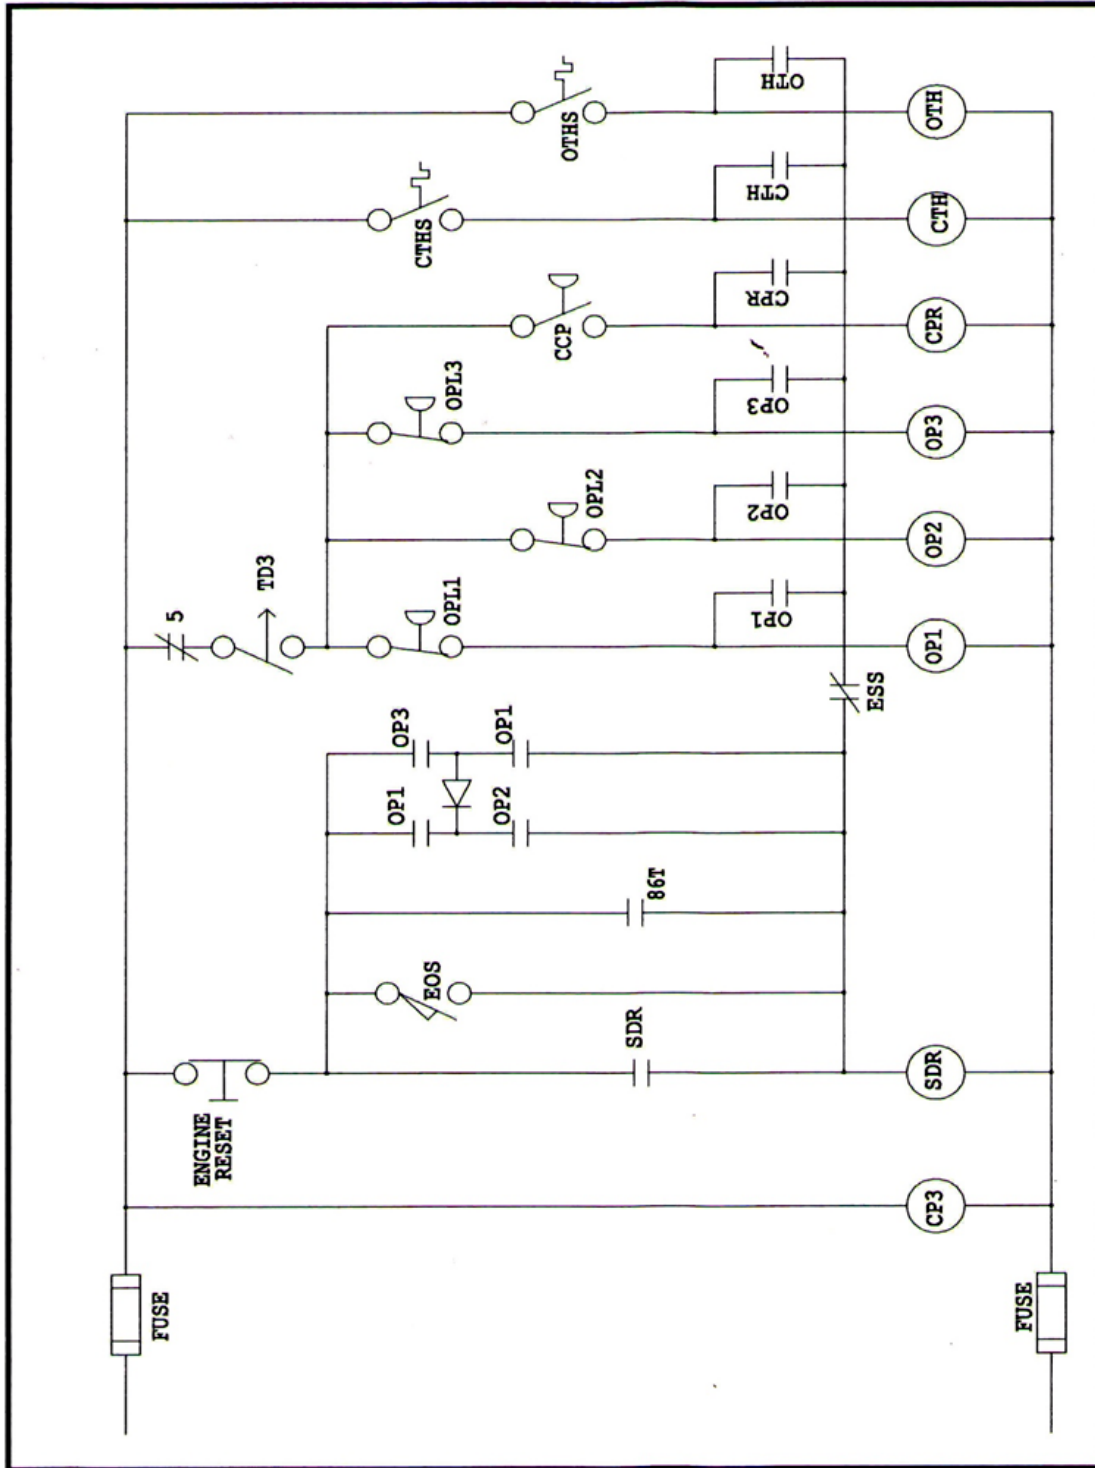 OTH
OTHS
OTH
CTH
CTHS
CTH
CPR
CCP
CPR
OP3
OPL3
OP3
OP2
OPL2
OP2
5
TD3
OPL1
OP1
OP1
ESS
OP3
OP1
OP1
OP2
86T
EOS
SDR
ENGINE
RESET
SDR
CP3
FUSE
FUSE